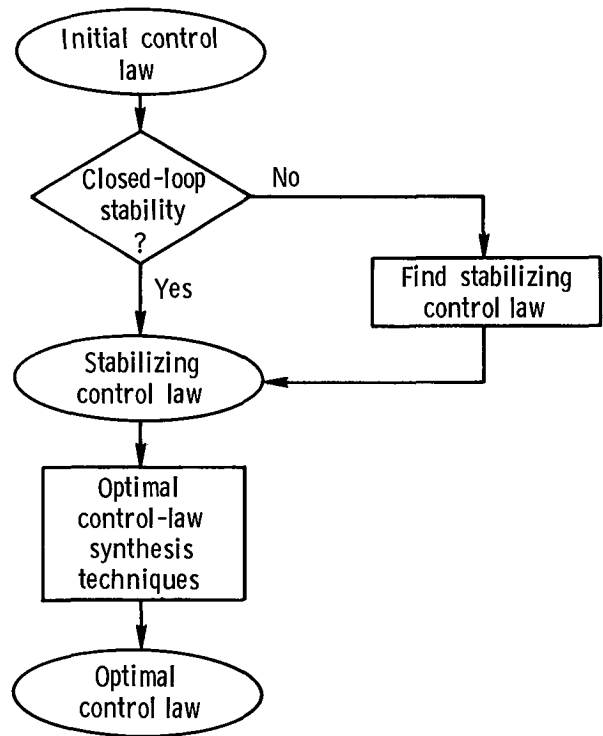 Initial control
law
Closed-loop
stability
?
No
Yes
Find stabilizing
control law
Stabilizing
control law
Optimal
control-law
synthesis
techniques
Optimal
control law